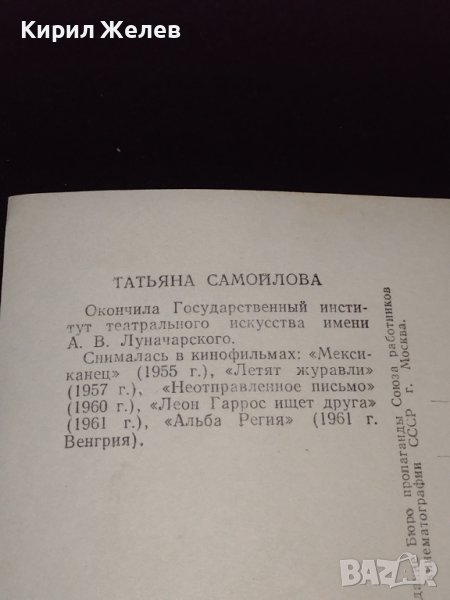 Кирил Желев
ТАТЬЯНА САМОЙЛОВА
Окончила Государственный инсти-
тут театрального искусства имени
А. В. Луначарского.
Снималась в кинофильмах: «Мекси-
канец» (1955 г.), «Летят журавли»
(1957 г.), «Неотправленное письмо»
(1960 г.), «Леон Гаррос ищет друга»
(1961 г.), «Альба Регия» (1961 г.
Венгрия).
Бюро пропаганды Союза работников
СССР г. Москва.
BAZAR